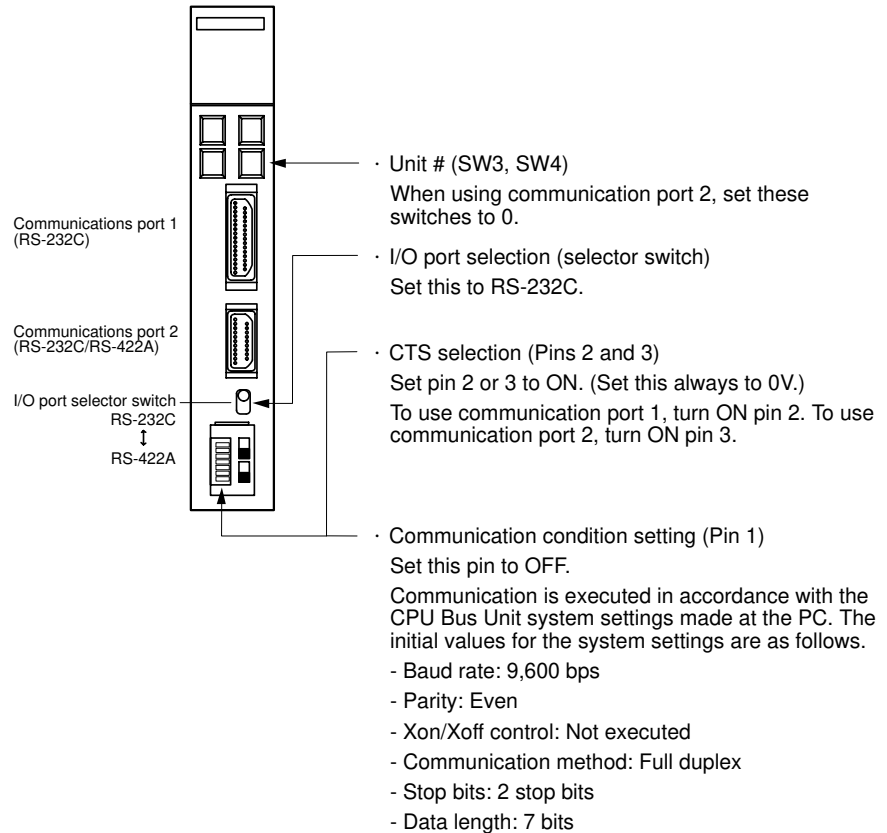 Communications port 1
(RS-232C)
Communications port 2
(RS-232C/RS-422A)
I/O port selector switch
RS-232C
↕
RS-422A
· Unit # (SW3, SW4)
When using communication port 2, set these
switches to 0.
· I/O port selection (selector switch)
Set this to RS-232C.
· CTS selection (Pins 2 and 3)
Set pin 2 or 3 to ON. (Set this always to 0V.)
To use communication port 1, turn ON pin 2. To use
communication port 2, turn ON pin 3.
· Communication condition setting (Pin 1)
Set this pin to OFF.
Communication is executed in accordance with the
CPU Bus Unit system settings made at the PC. The
initial values for the system settings are as follows.
- Baud rate: 9,600 bps
- Parity: Even
- Xon/Xoff control: Not executed
- Communication method: Full duplex
- Stop bits: 2 stop bits
- Data length: 7 bits